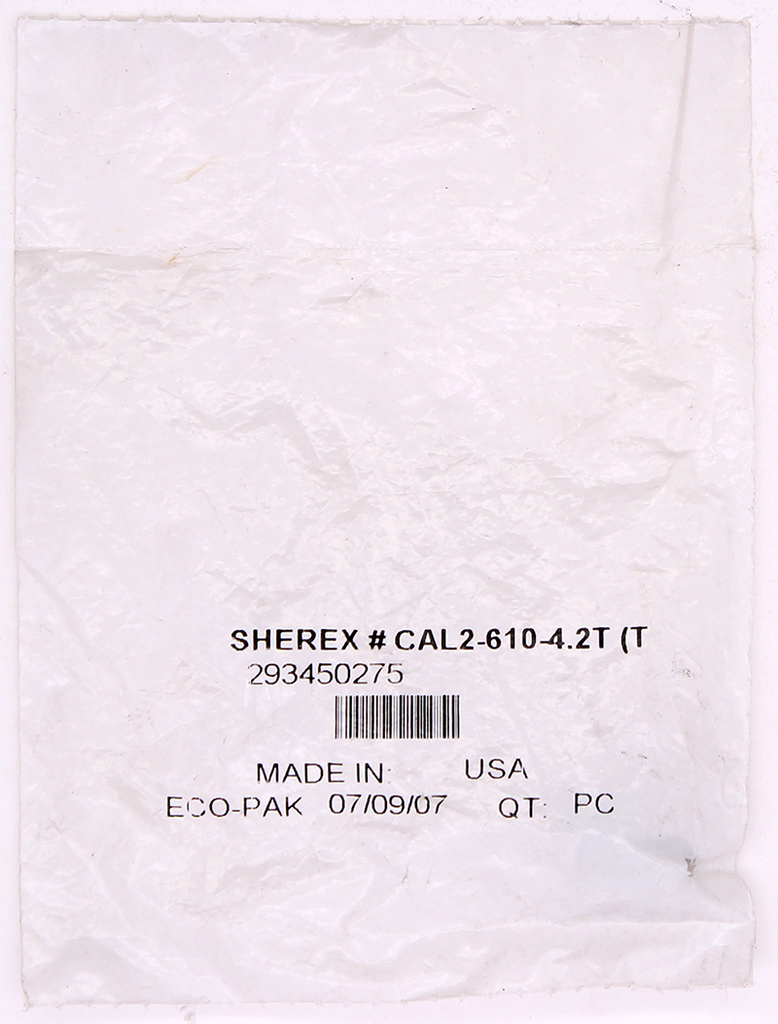 SHEREX # CAL2-610-4.2T (T
293450275
MADE IN: USA
ECO-PAK 07/09/07 QT: PC